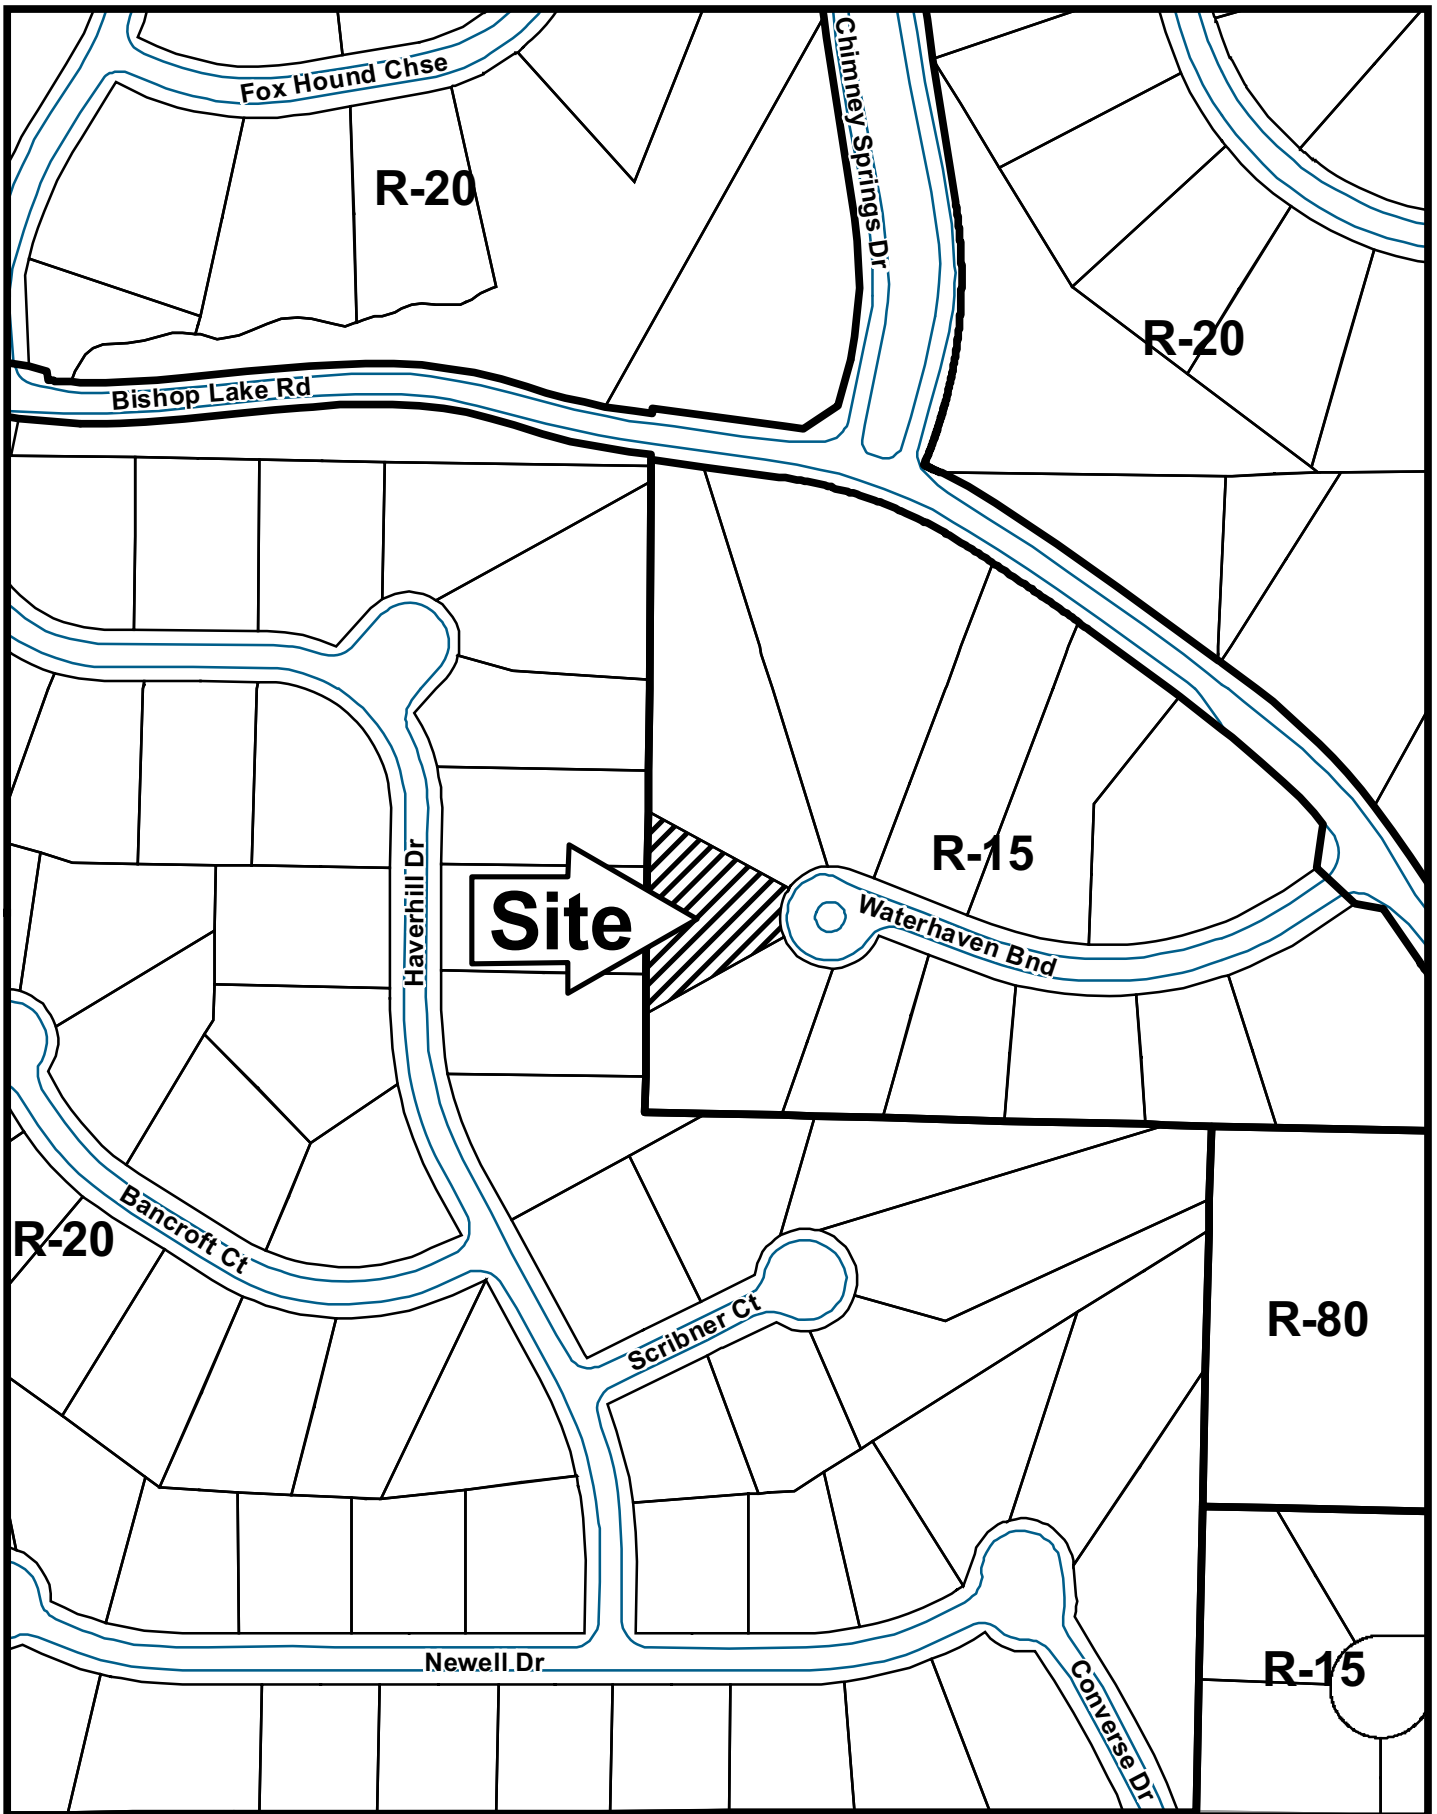 Fox Hound Chse
Chimney Springs Dr
R-20
R-20
Bishop Lake Rd
R-15
Haverhill Dr
Site
Waterhaven Bnd
Bancroft Ct
R-20
Scribner Ct
R-80
Newell Dr
Converse Dr
R-15